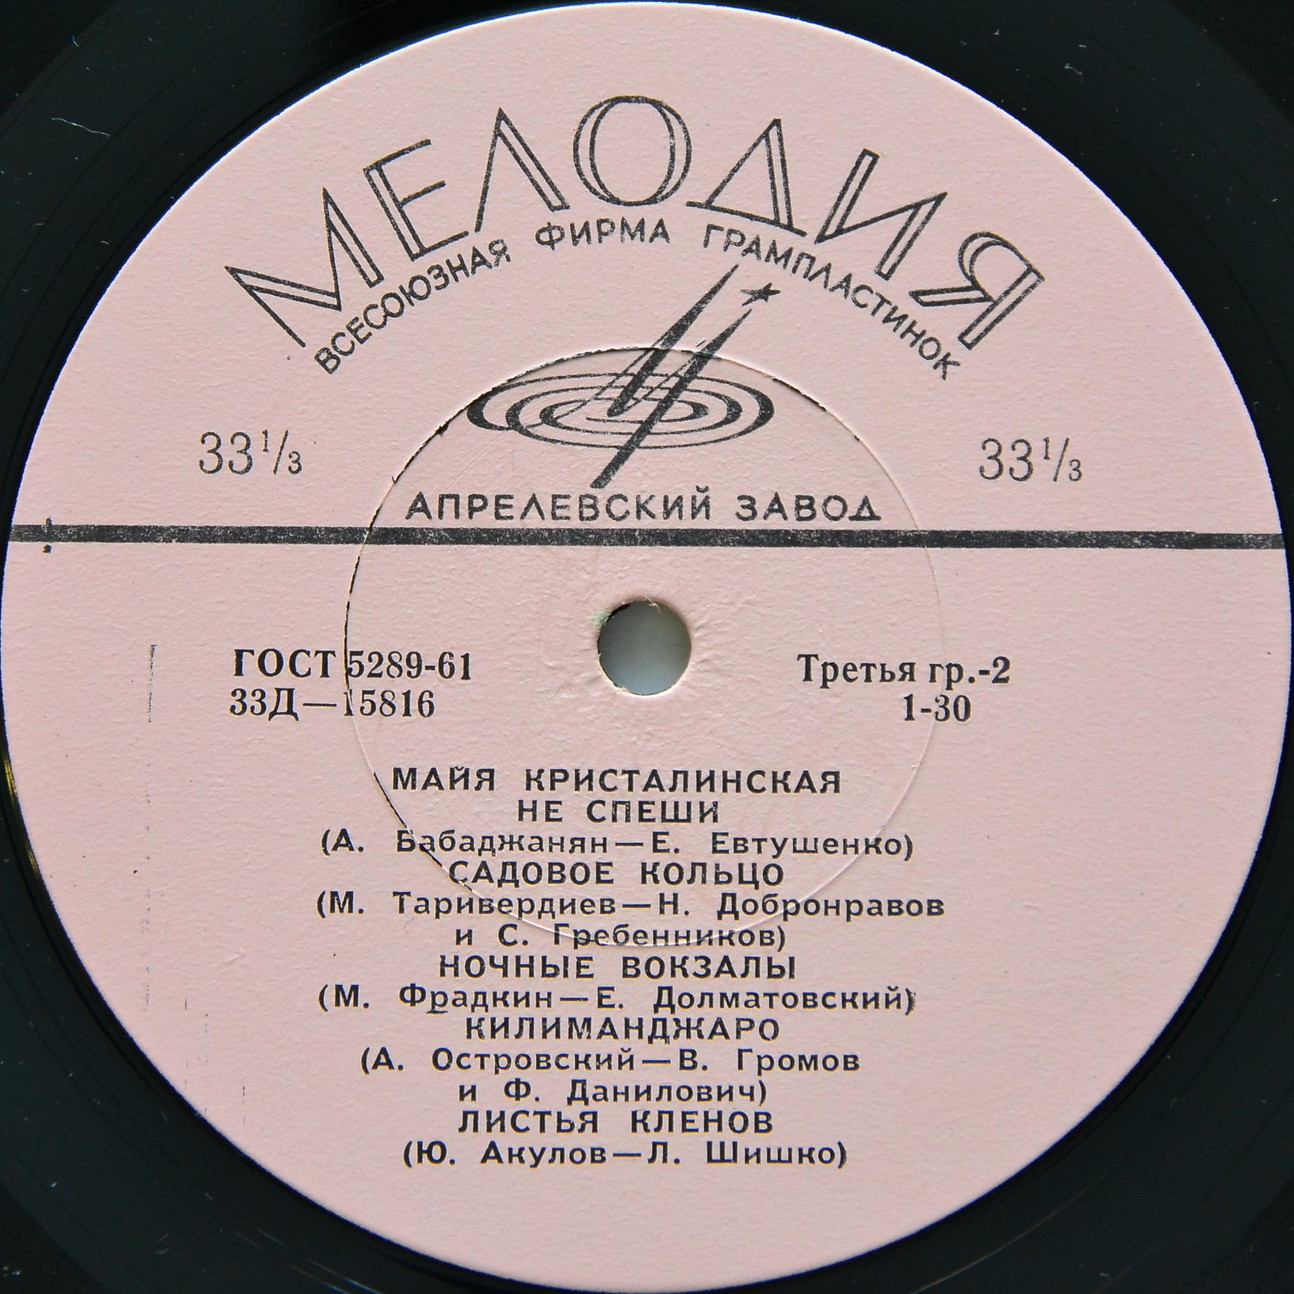 МЕЛОДИЯ
ВСЕСОЮЗНАЯ ФИРМА ГРАМПЛАСТИНОК
33 1/3 33 1/3
АПРЕЛЕВСКИЙ ЗАВОД
ГОСТ 5289-61 Третья гр.-2
33Д—15816 1-30
МАЙЯ КРИСТАЛИНСКАЯ
НЕ СПЕШИ
(А. Бабаджанян—Е. Евтушенко)
САДОВОЕ КОЛЬЦО
(М. Таривердиев—Н. Добронравов
и С. Гребенников)
НОЧНЫЕ ВОКЗАЛЫ
(М. Фрадкин—Е. Долматовский)
КИЛИМАНДЖАРО
(А. Островский—В. Громов
и Ф. Данилович)
ЛИСТЬЯ КЛЕНОВ
(Ю. Акулов—Л. Шишко)